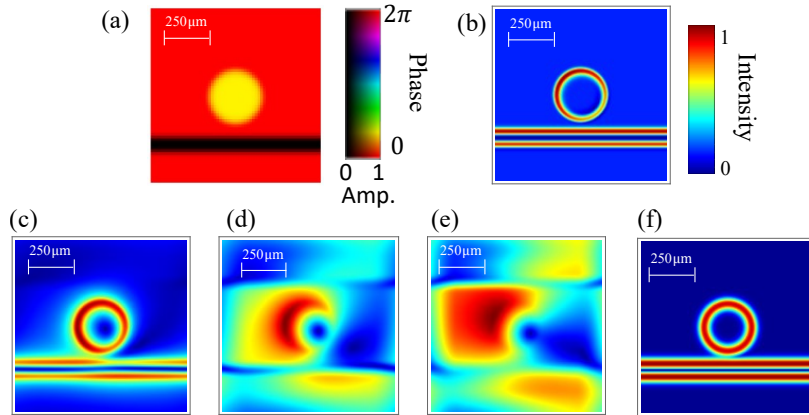 (a)
250μm
2π
Phase
0
0 1
Amp.
(b)
250μm
1
Intensity
0
(c)
250μm
(d)
250μm
(e)
250μm
(f)
250μm